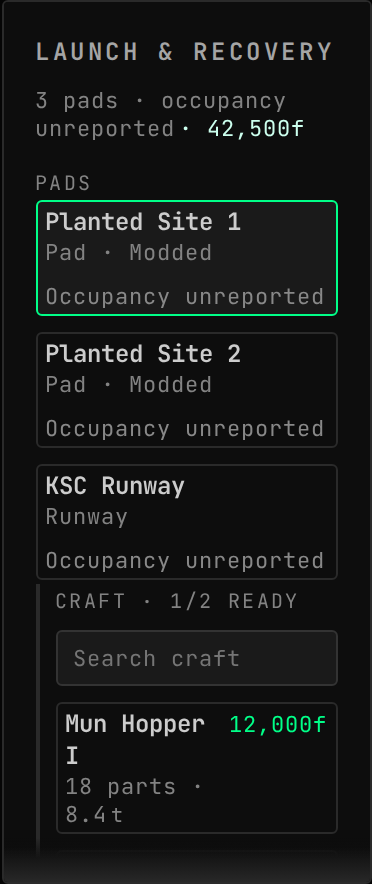 LAUNCH & RECOVERY
3 pads · occupancy
unreported · 42,500f
PADS
Planted Site 1
Pad · Modded
Occupancy unreported
Planted Site 2
Pad · Modded
Occupancy unreported
KSC Runway
Runway
Occupancy unreported
CRAFT · 1/2 READY
Search craft
Mun Hopper 12,000f
I
18 parts ·
8.4t